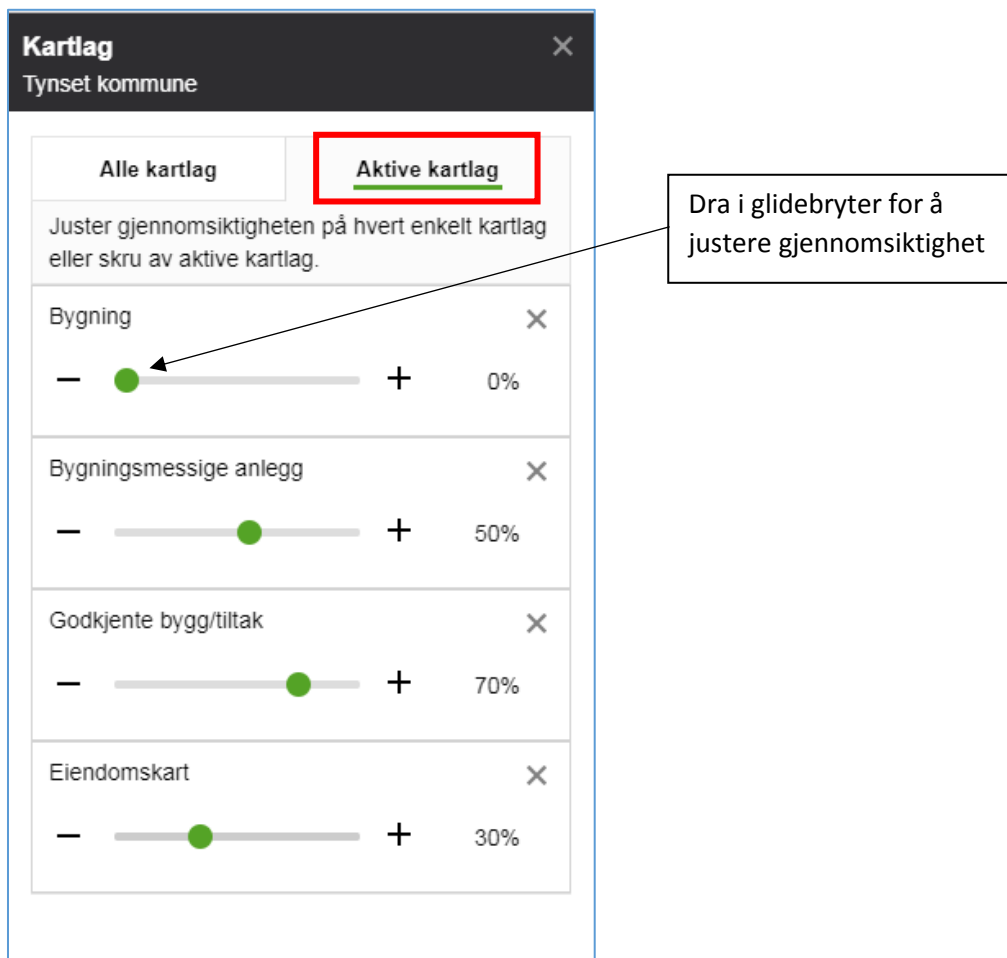 Kartlag
Tynset kommune
Alle kartlag
Aktive kartlag
Juster gjennomsiktigheten på hvert enkelt kartlag
eller skru av aktive kartlag.
Dra i glidebryter for å
justere gjennomsiktighet
Bygning
0%
Bygningsmessige anlegg
50%
Godkjente bygg/tiltak
70%
Eiendomskart
30%